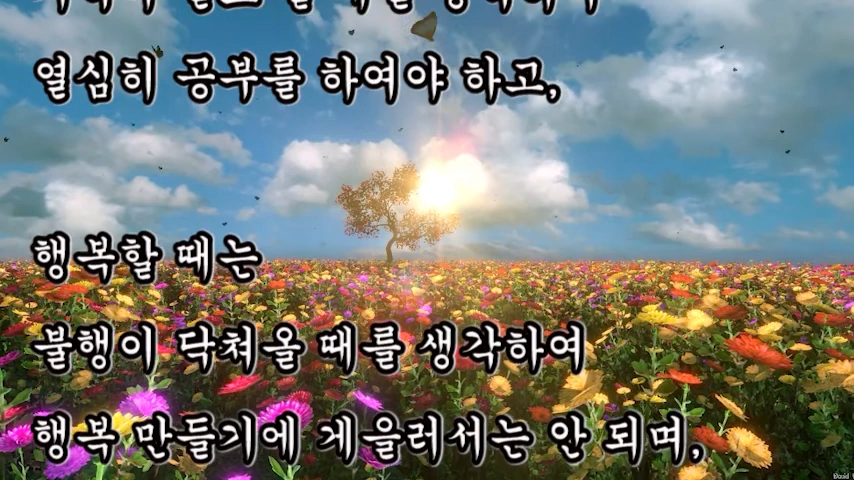 열심히 공부를 하여야 하고,
행복할 때는
불행이 닥쳐올 때를 생각하여
행복 만들기에 게을러서는 안 되며,
David